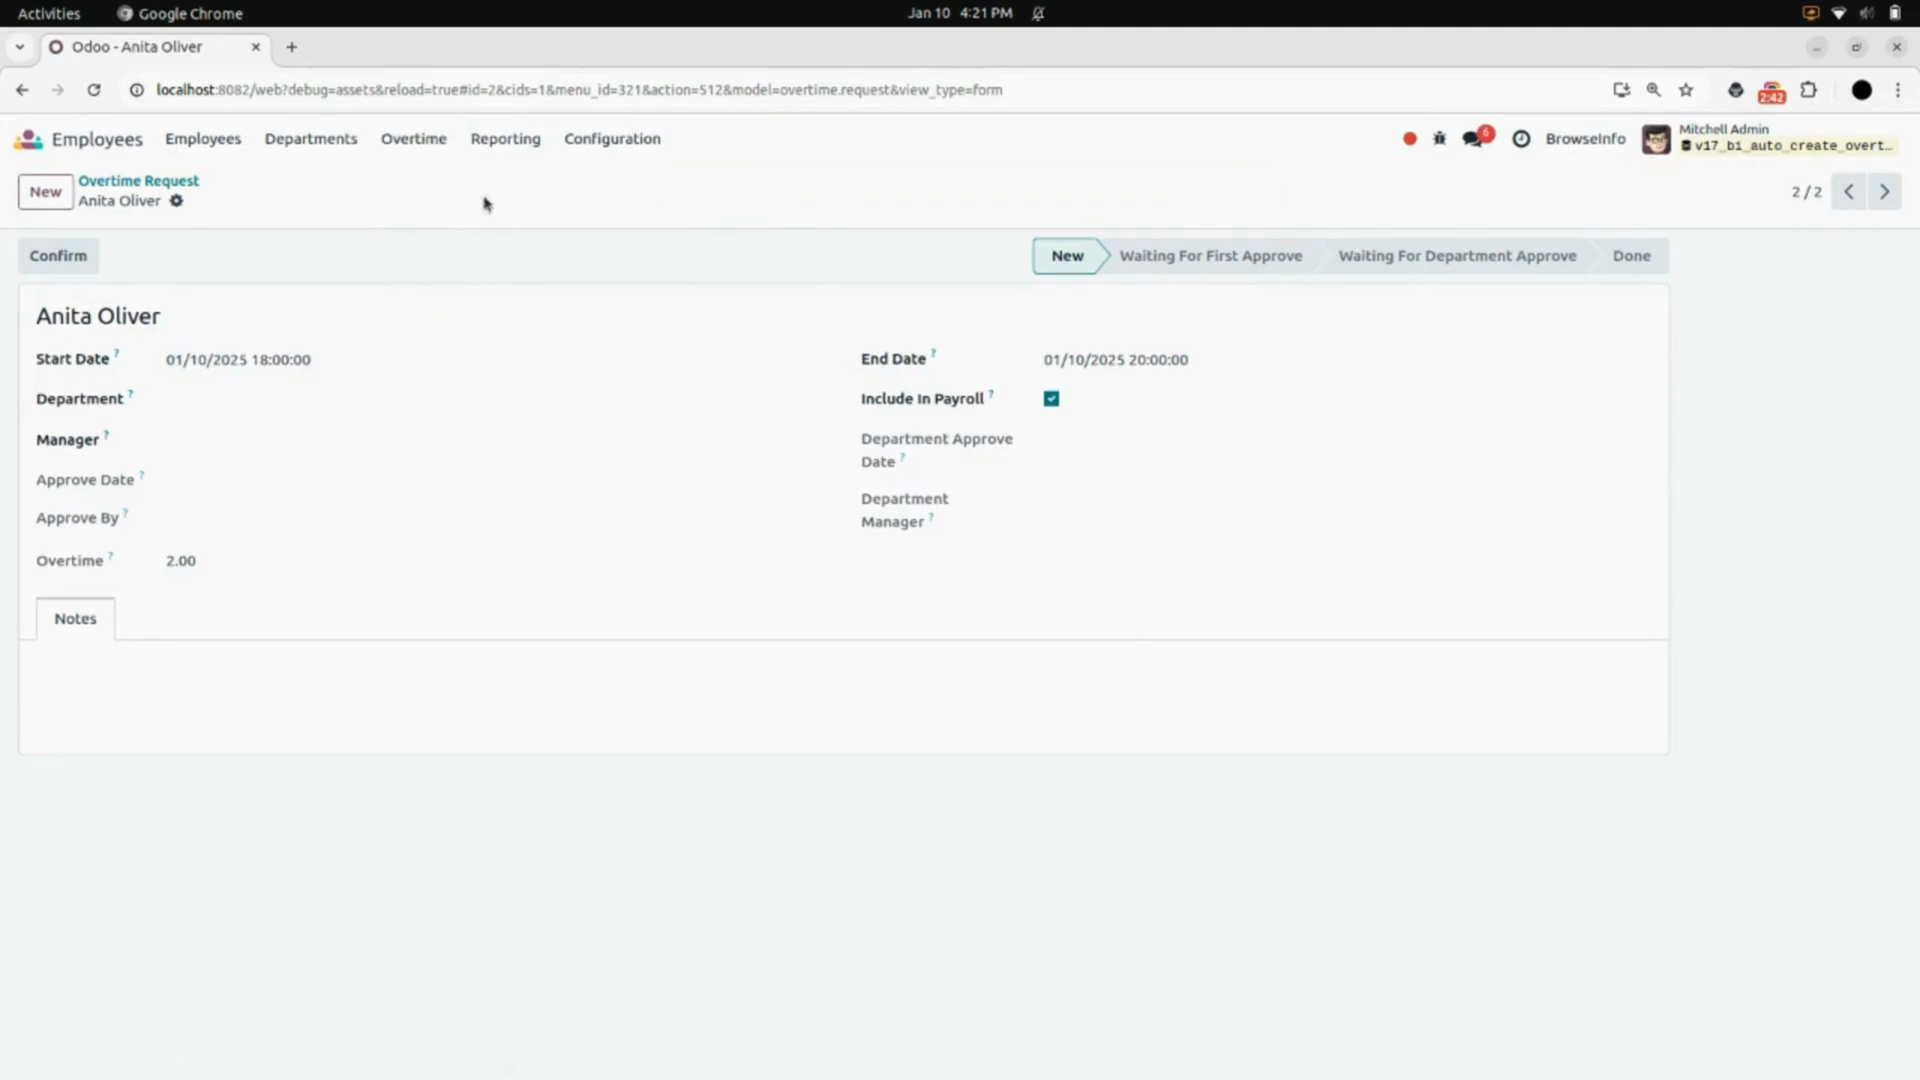 Activities Google Chrome Jan 10 4:21 PM
Odoo - Anita Oliver
localhost:8082/web?debug=assets&reload=true#id=2&cids=1&menu_id=321&action=512&model=overtime.request&view_type=form 2:42
Employees Employees Departments Overtime Reporting Configuration 6 BrowseInfo Mitchell Admin
v17_bi_auto_create_overt...
New Overtime Request
Anita Oliver 2 / 2
Confirm New Waiting For First Approve Waiting For Department Approve Done
Anita Oliver
Start Date ? 01/10/2025 18:00:00 End Date ? 01/10/2025 20:00:00
Department ? Include In Payroll ?
Manager ? Department Approve
Date ?
Approve Date ?
Department
Manager ?
Approve By ?
Overtime ? 2.00
Notes